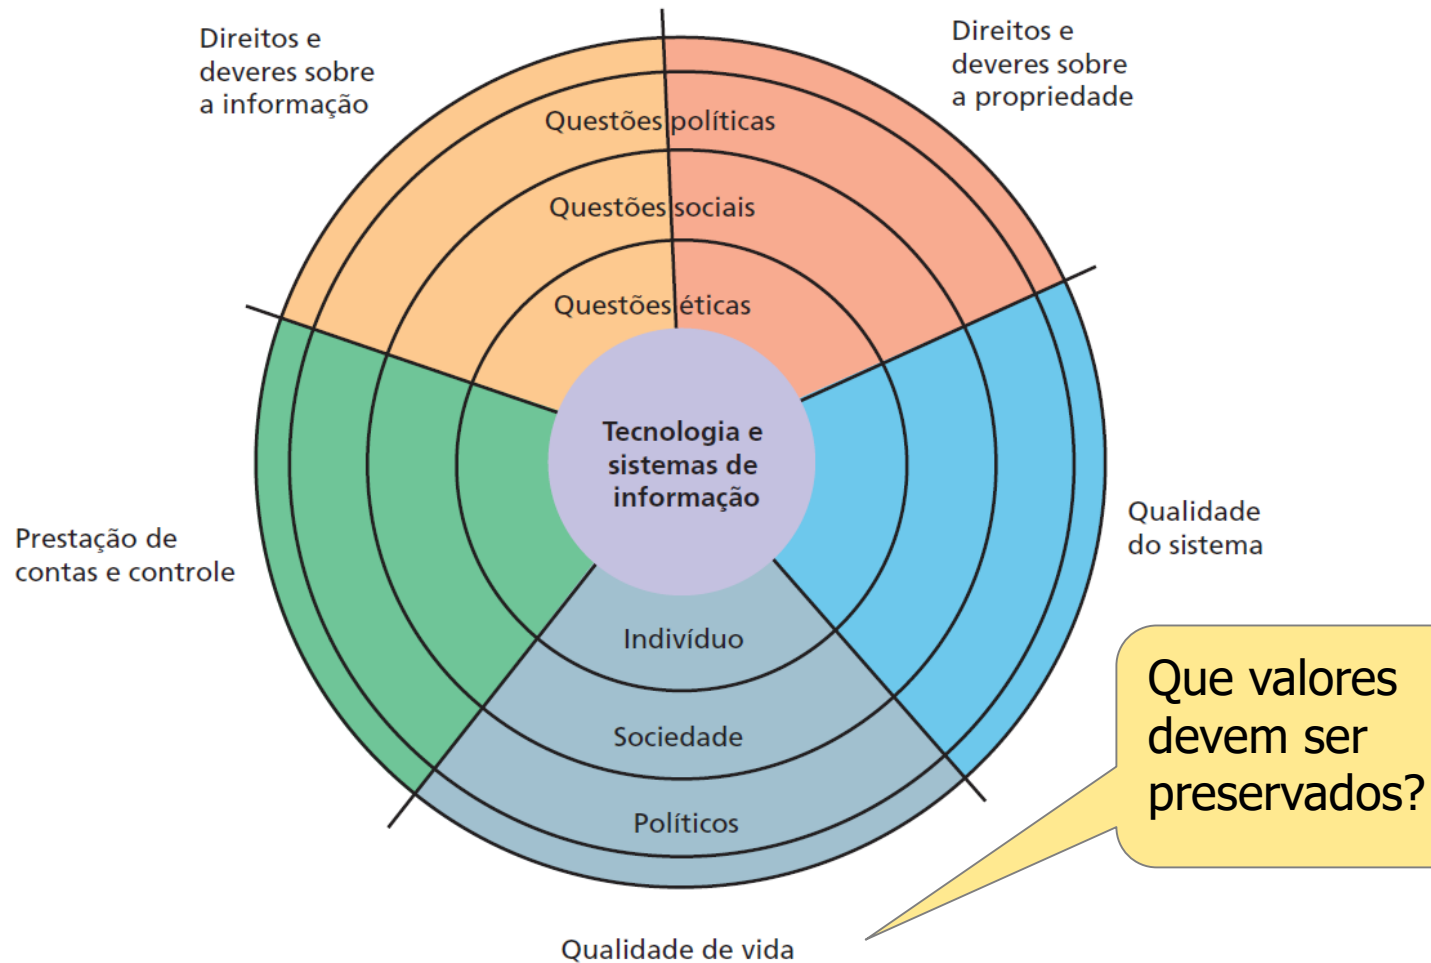 Direitos e
deveres sobre
a informação
Direitos e
deveres sobre
a propriedade
Questões políticas
Questões sociais
Questões éticas
Tecnologia e
sistemas de
informação
Prestação de
contas e controle
Qualidade
do sistema
Indivíduo
Sociedade
Políticos
Que valores
devem ser
preservados?
Qualidade de vida